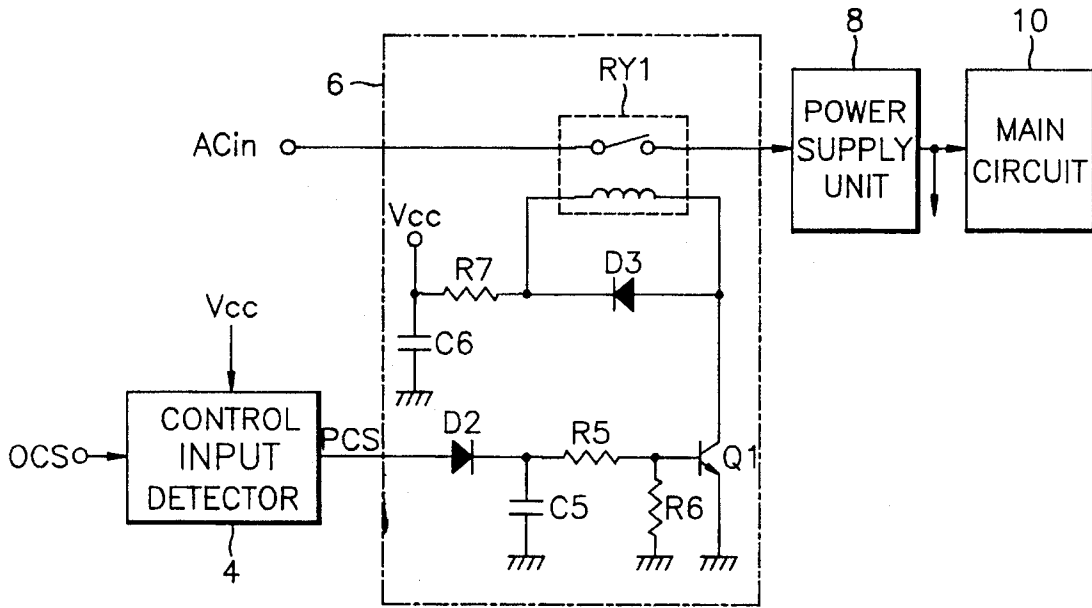 8
10
6
RY1
POWER
SUPPLY
UNIT
MAIN
CIRCUIT
ACin
Vcc
R7
D3
Vcc
C6
CONTROL
INPUT
DETECTOR
OCS
PCS
D2
R5
Q1
C5
R6
4